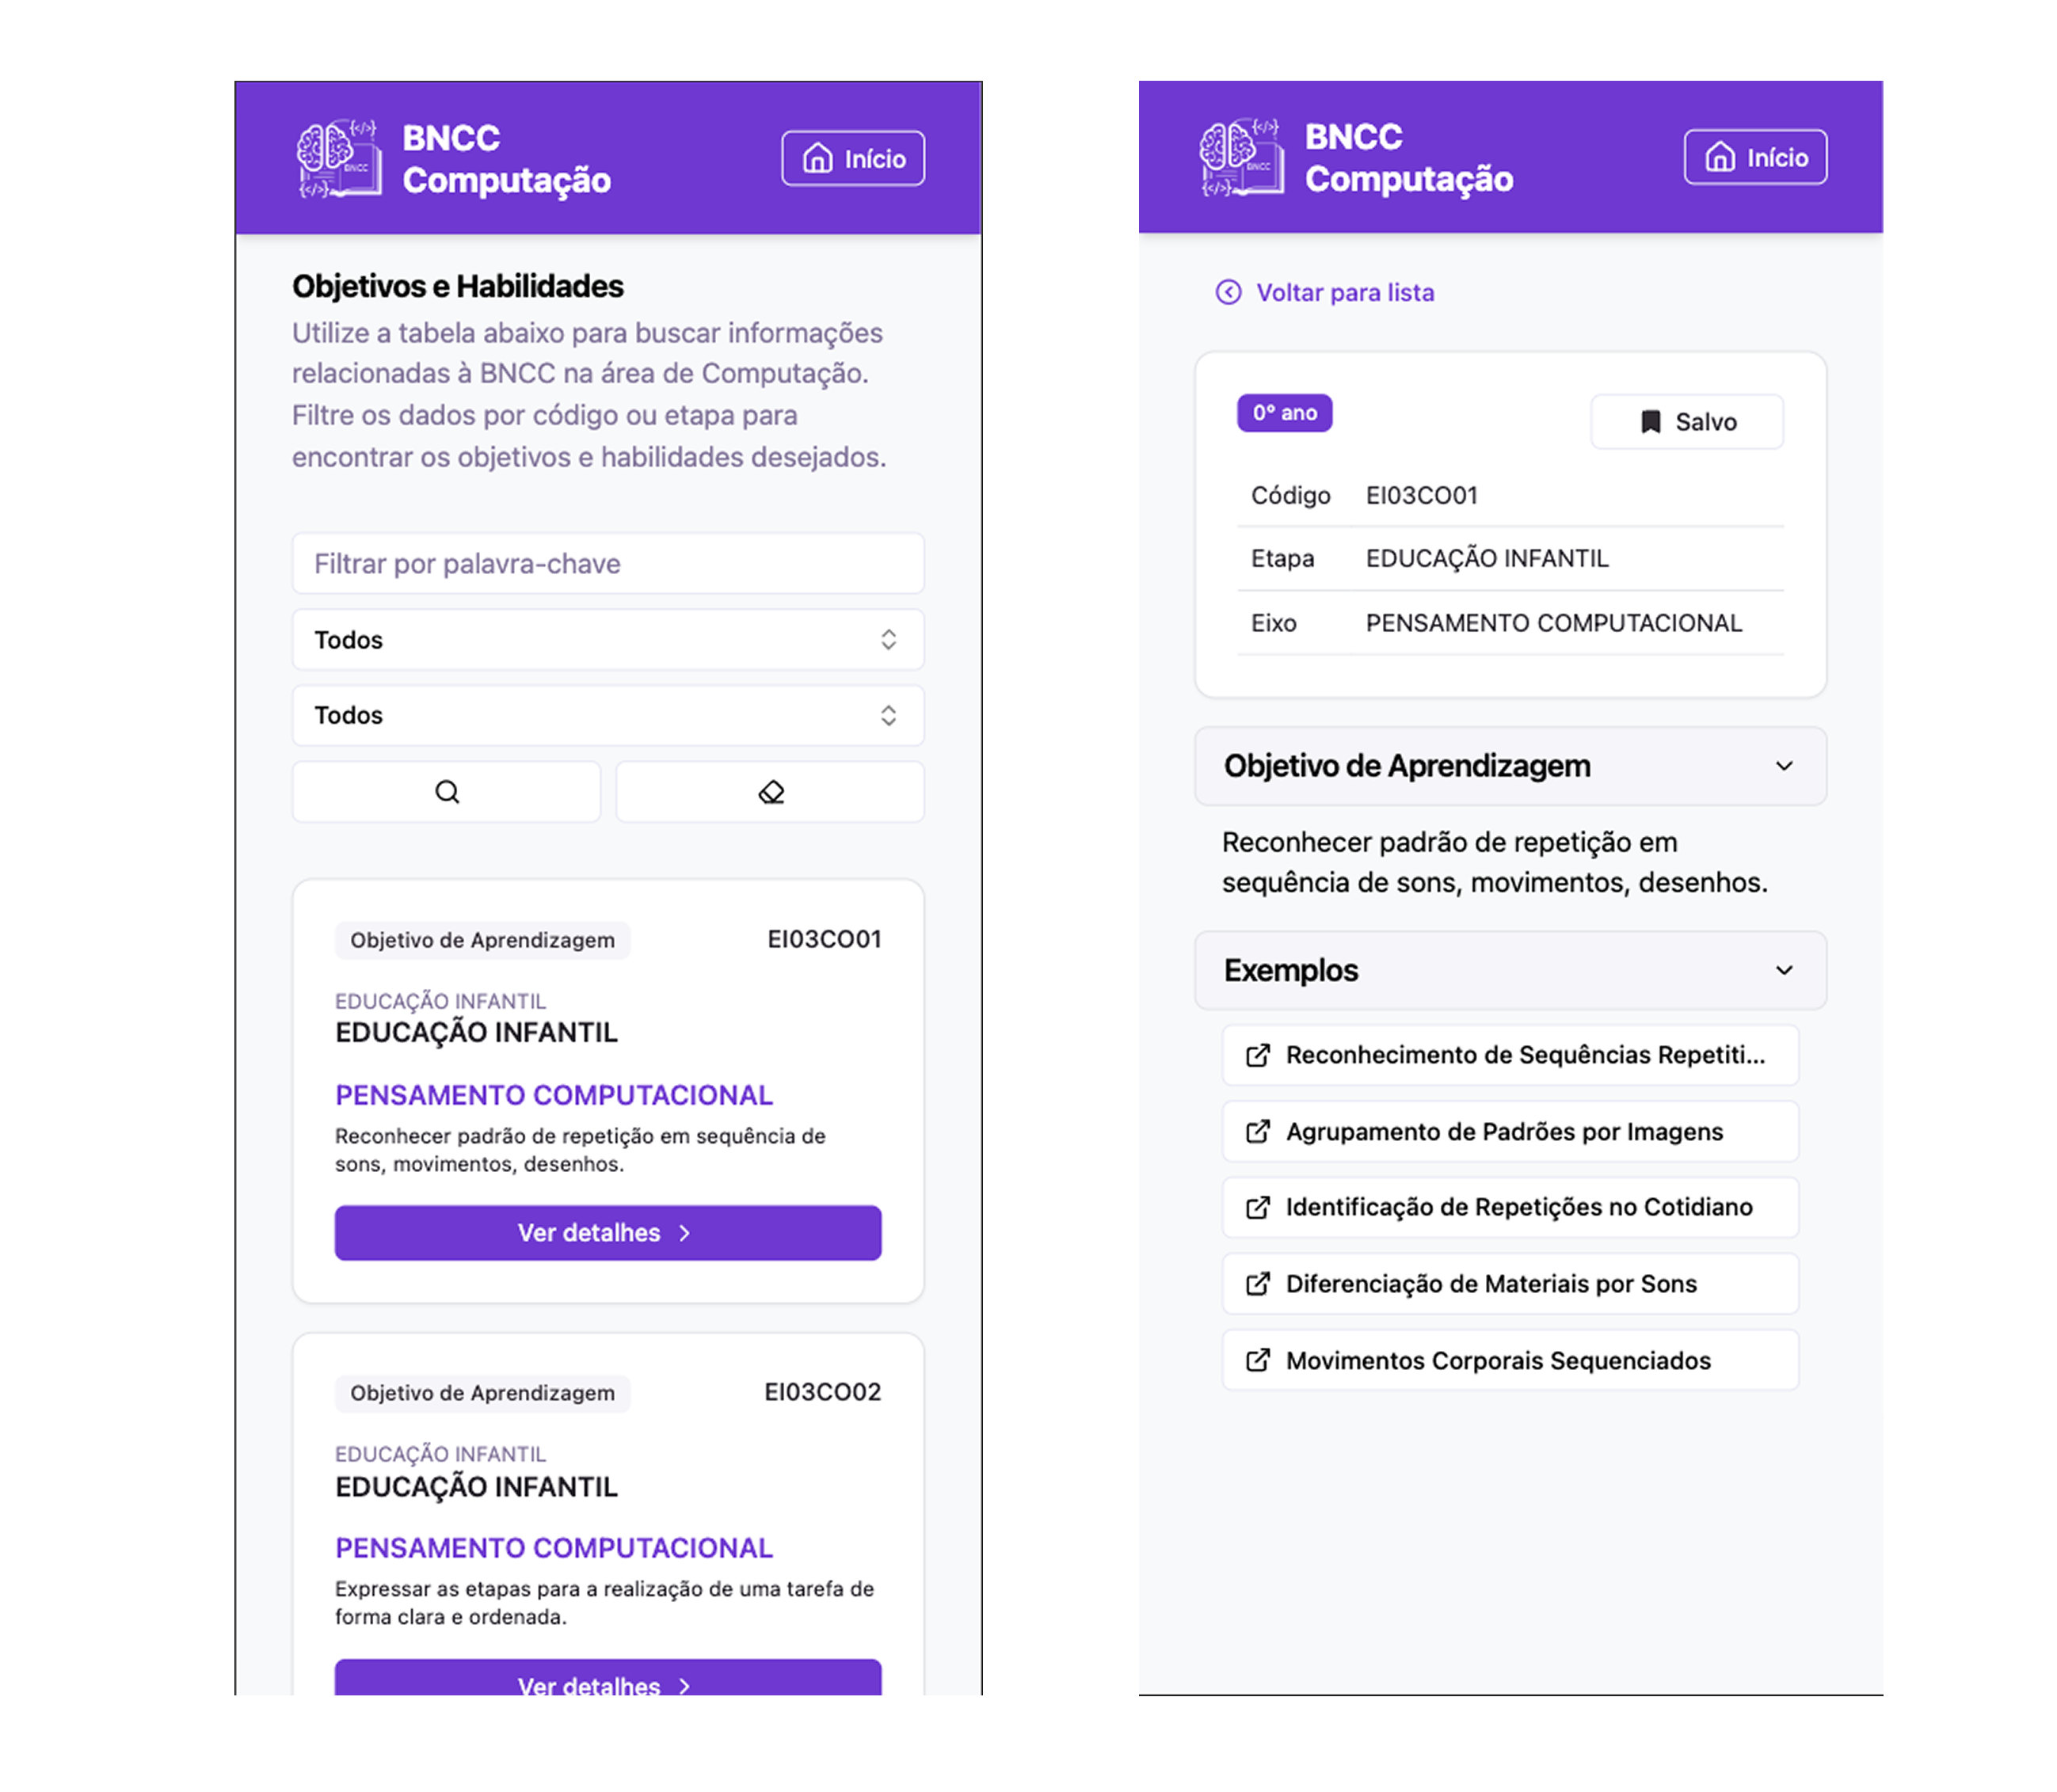 BNCC
Computação
Início
Objetivos e Habilidades
Utilize a tabela abaixo para buscar informações
relacionadas à BNCC na área de Computação.
Filtre os dados por código ou etapa para
encontrar os objetivos e habilidades desejados.
Filtrar por palavra-chave
Todos
Todos
Objetivo de Aprendizagem EI03CO01
EDUCAÇÃO INFANTIL
EDUCAÇÃO INFANTIL
PENSAMENTO COMPUTACIONAL
Reconhecer padrão de repetição em sequência de
sons, movimentos, desenhos.
Ver detalhes
Objetivo de Aprendizagem EI03CO02
EDUCAÇÃO INFANTIL
EDUCAÇÃO INFANTIL
PENSAMENTO COMPUTACIONAL
Expressar as etapas para a realização de uma tarefa de
forma clara e ordenada.
Ver detalhes
BNCC
BNCC
Computação
Início
Voltar para lista
0° ano
Salvo
Código EI03CO01
Etapa EDUCAÇÃO INFANTIL
Eixo PENSAMENTO COMPUTACIONAL
Objetivo de Aprendizagem
Reconhecer padrão de repetição em
sequência de sons, movimentos, desenhos.
Exemplos
Reconhecimento de Sequências Repetiti...
Agrupamento de Padrões por Imagens
Identificação de Repetições no Cotidiano
Diferenciação de Materiais por Sons
Movimentos Corporais Sequenciados
BNCC